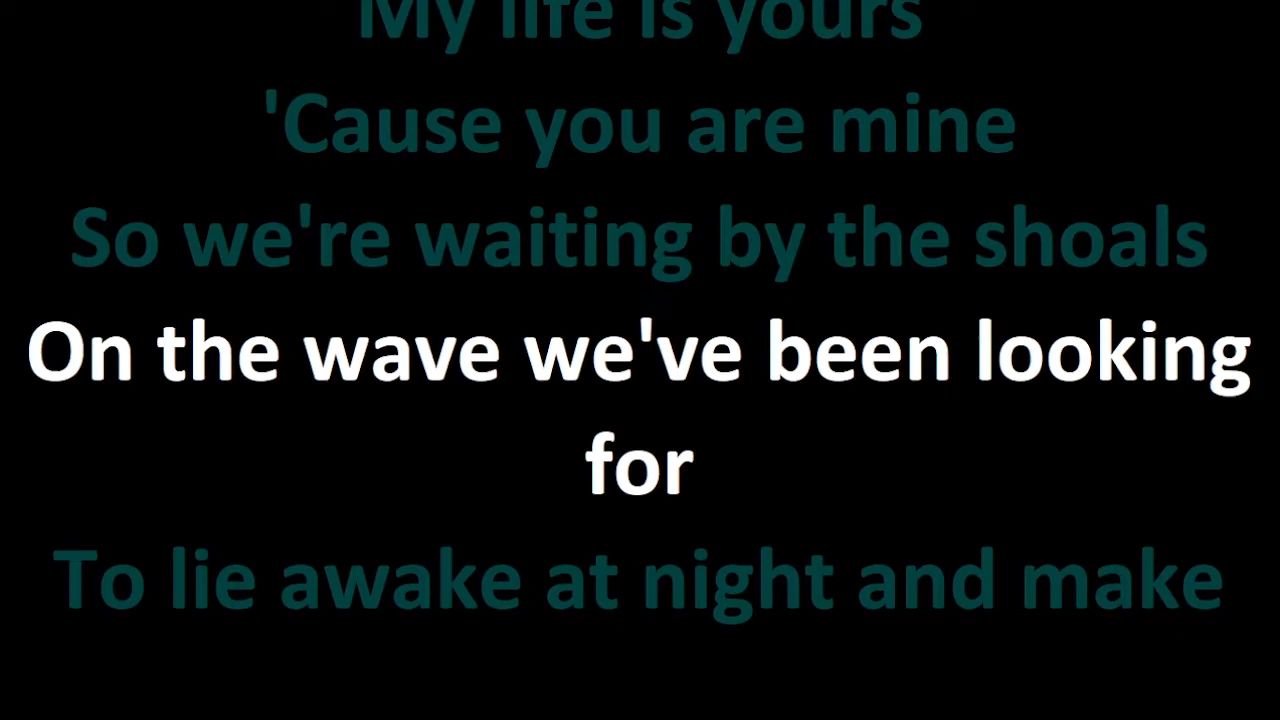 My life is yours
'Cause you are mine
So we're waiting by the shoals
On the wave we've been looking
for
To lie awake at night and make